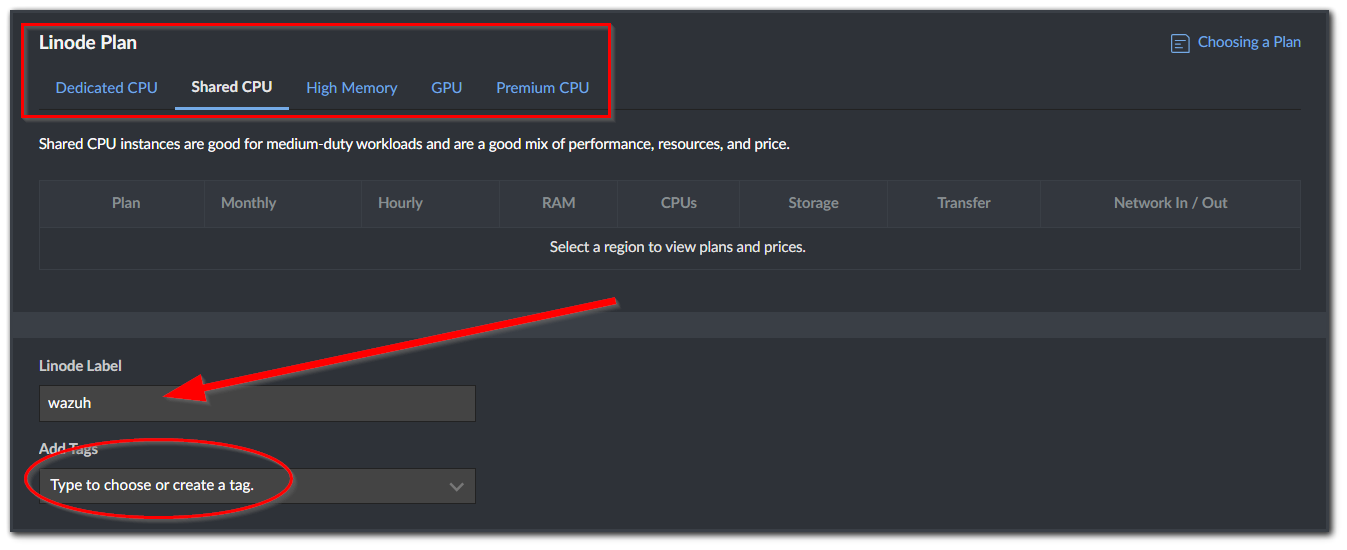 Linode Plan
Choosing a Plan
Dedicated CPU Shared CPU High Memory GPU Premium CPU
Shared CPU instances are good for medium-duty workloads and are a good mix of performance, resources, and price.
Plan Monthly Hourly RAM CPUs Storage Transfer Network In / Out
Select a region to view plans and prices.
Linode Label
wazuh
Add Tags
Type to choose or create a tag.